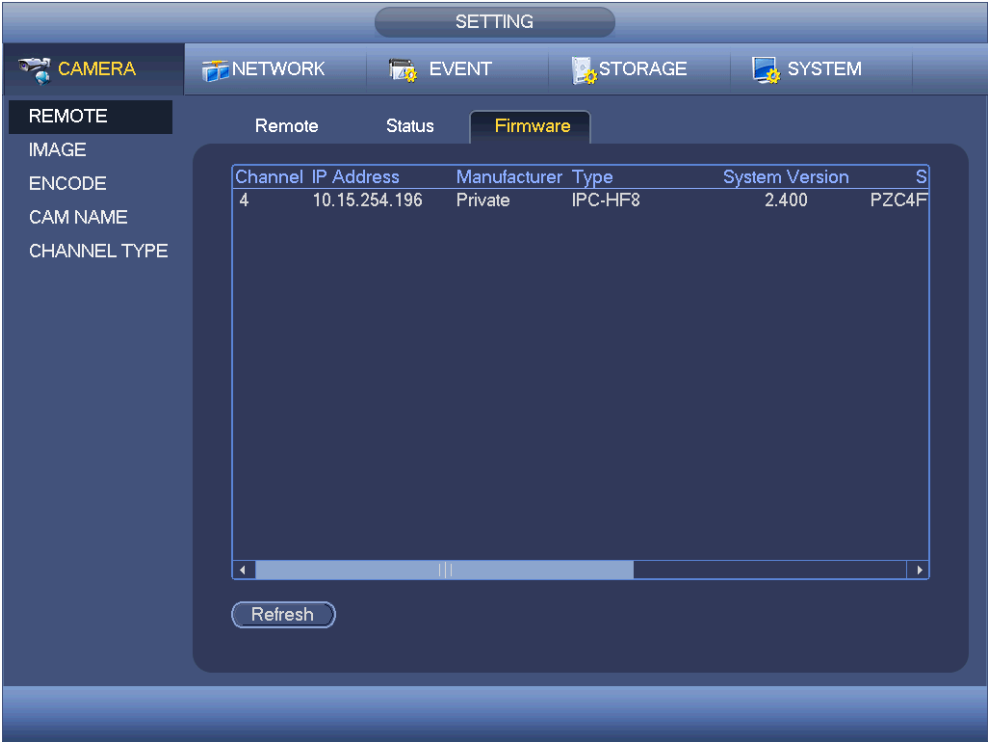 SETTING
CAMERA NETWORK EVENT STORAGE SYSTEM
REMOTE
IMAGE
ENCODE
CAM NAME
CHANNEL TYPE
Remote Status Firmware
Channel IP Address Manufacturer Type System Version S
4 10.15.254.196 Private IPC-HF8 2.400 PZC4F
Refresh